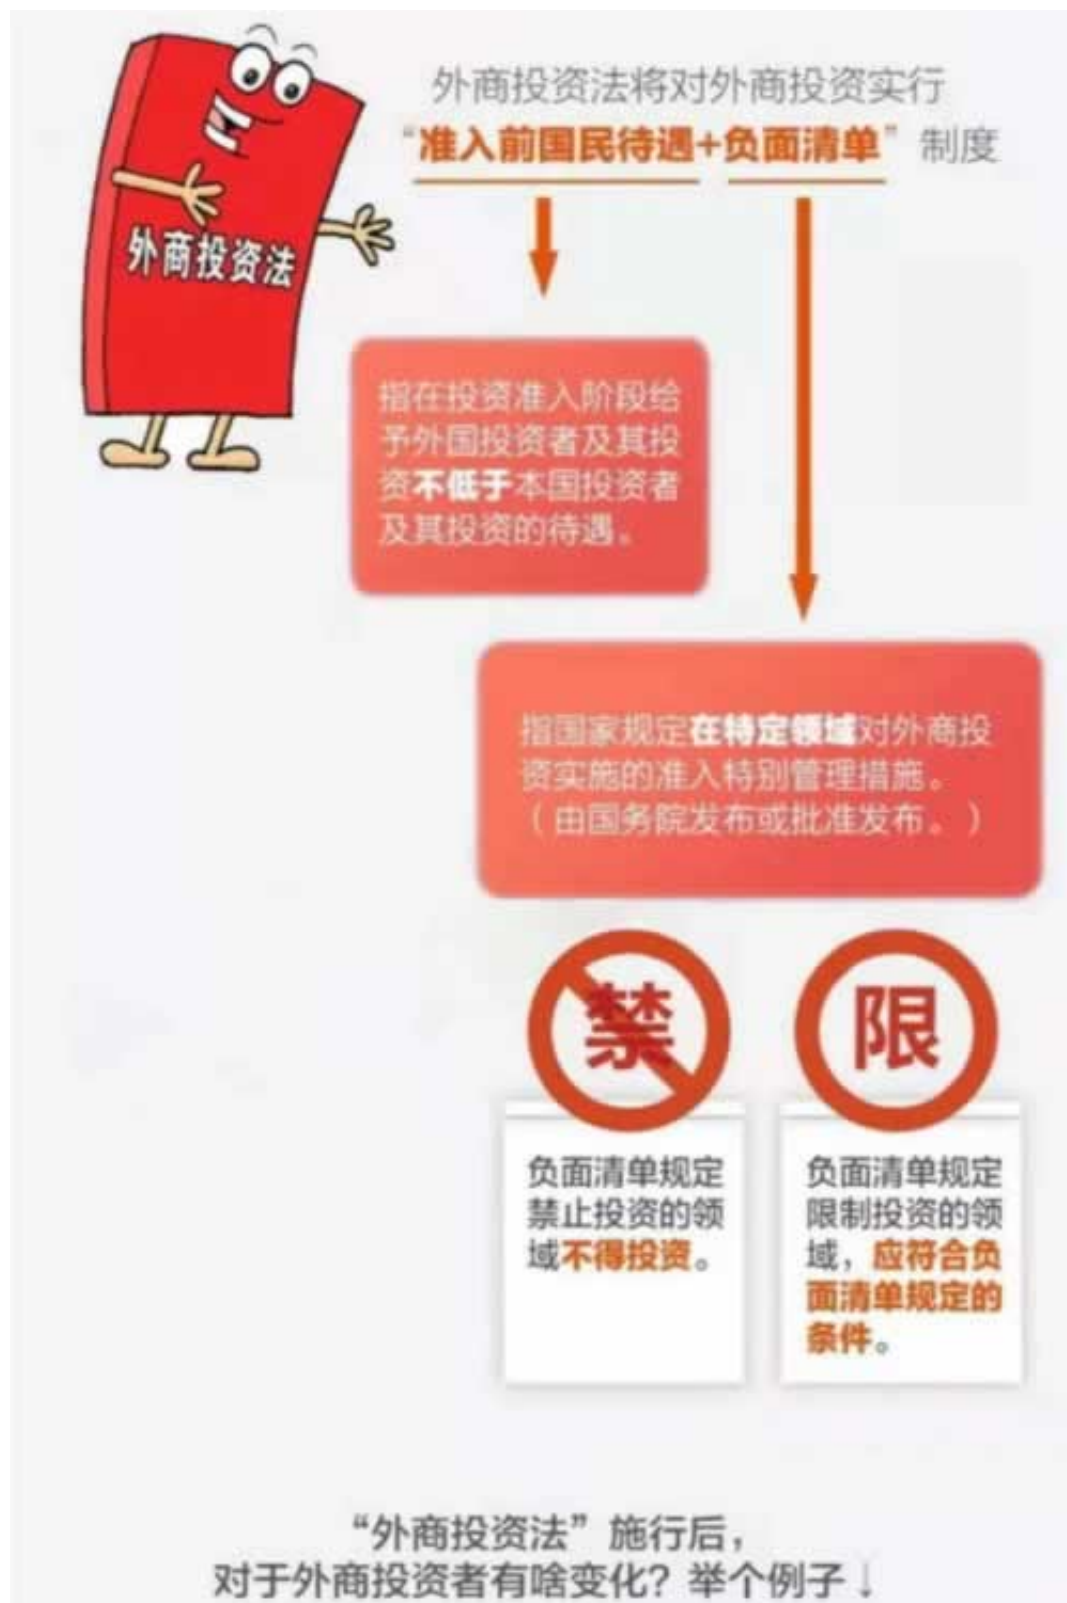 外商投资法将对外商投资实行
“准入前国民待遇+负面清单”制度
外商投资法
指在投资准入阶段给
予外国投资者及其投
资不低于本国投资者
及其投资的待遇。
指国家规定在特定领域对外商投
资实施的准入特别管理措施。
（由国务院发布或批准发布。）
禁
负面清单规定
禁止投资的领
域不得投资。
限
负面清单规定
限制投资的领
域，应符合负
面清单规定的
条件。
“外商投资法”施行后，
对于外商投资者有啥变化？举个例子↓